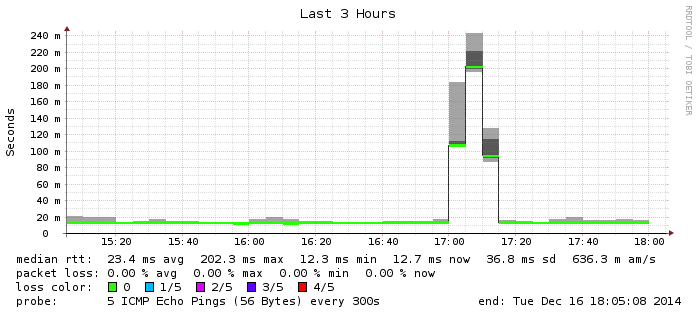 Last 3 Hours
RRDTOOL / TOBI OETIKER
Seconds
240 m
220 m
200 m
180 m
160 m
140 m
120 m
100 m
80 m
60 m
40 m
20 m
0
15:20 15:40 16:00 16:20 16:40 17:00 17:20 17:40 18:00
median rtt: 23.4 ms avg 202.3 ms max 12.3 ms min 12.7 ms now 36.8 ms sd 636.3 m am/s
packet loss: 0.00 % avg 0.00 % max 0.00 % min 0.00 % now
loss color: 0 1/5 2/5 3/5 4/5
probe: 5 ICMP Echo Pings (56 Bytes) every 300s end: Tue Dec 16 18:05:08 2014